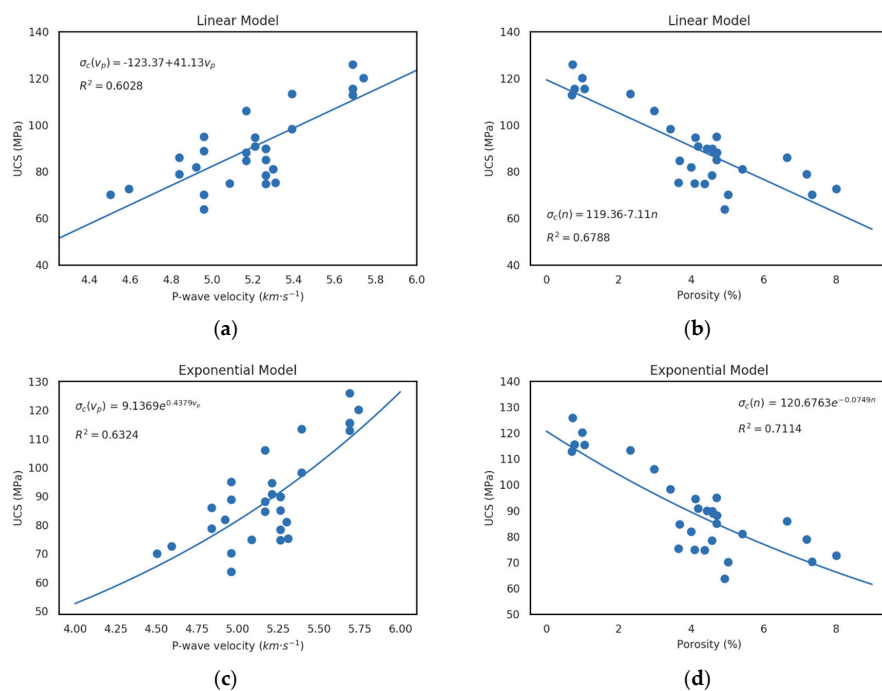 Linear Model
140
120
100
80
60
40
UCS (MPa)
σc(vp) = -123.37+41.13vp
R² = 0.6028
4.4 4.6 4.8 5.0 5.2 5.4 5.6 5.8 6.0
P-wave velocity (km·s⁻¹)
(a)
Linear Model
140
120
100
80
60
40
UCS (MPa)
σc(n) = 119.36-7.11n
R² = 0.6788
0 2 4 6 8
Porosity (%)
(b)
Exponential Model
130
120
110
100
90
80
70
60
50
UCS (MPa)
σc(vp) = 9.1369e^0.4379vp
R² = 0.6324
4.00 4.25 4.50 4.75 5.00 5.25 5.50 5.75 6.00
P-wave velocity (km·s⁻¹)
(c)
Exponential Model
140
130
120
110
100
90
80
70
60
50
UCS (MPa)
σc(n) = 120.6763e^−0.0749n
R² = 0.7114
0 2 4 6 8
Porosity (%)
(d)